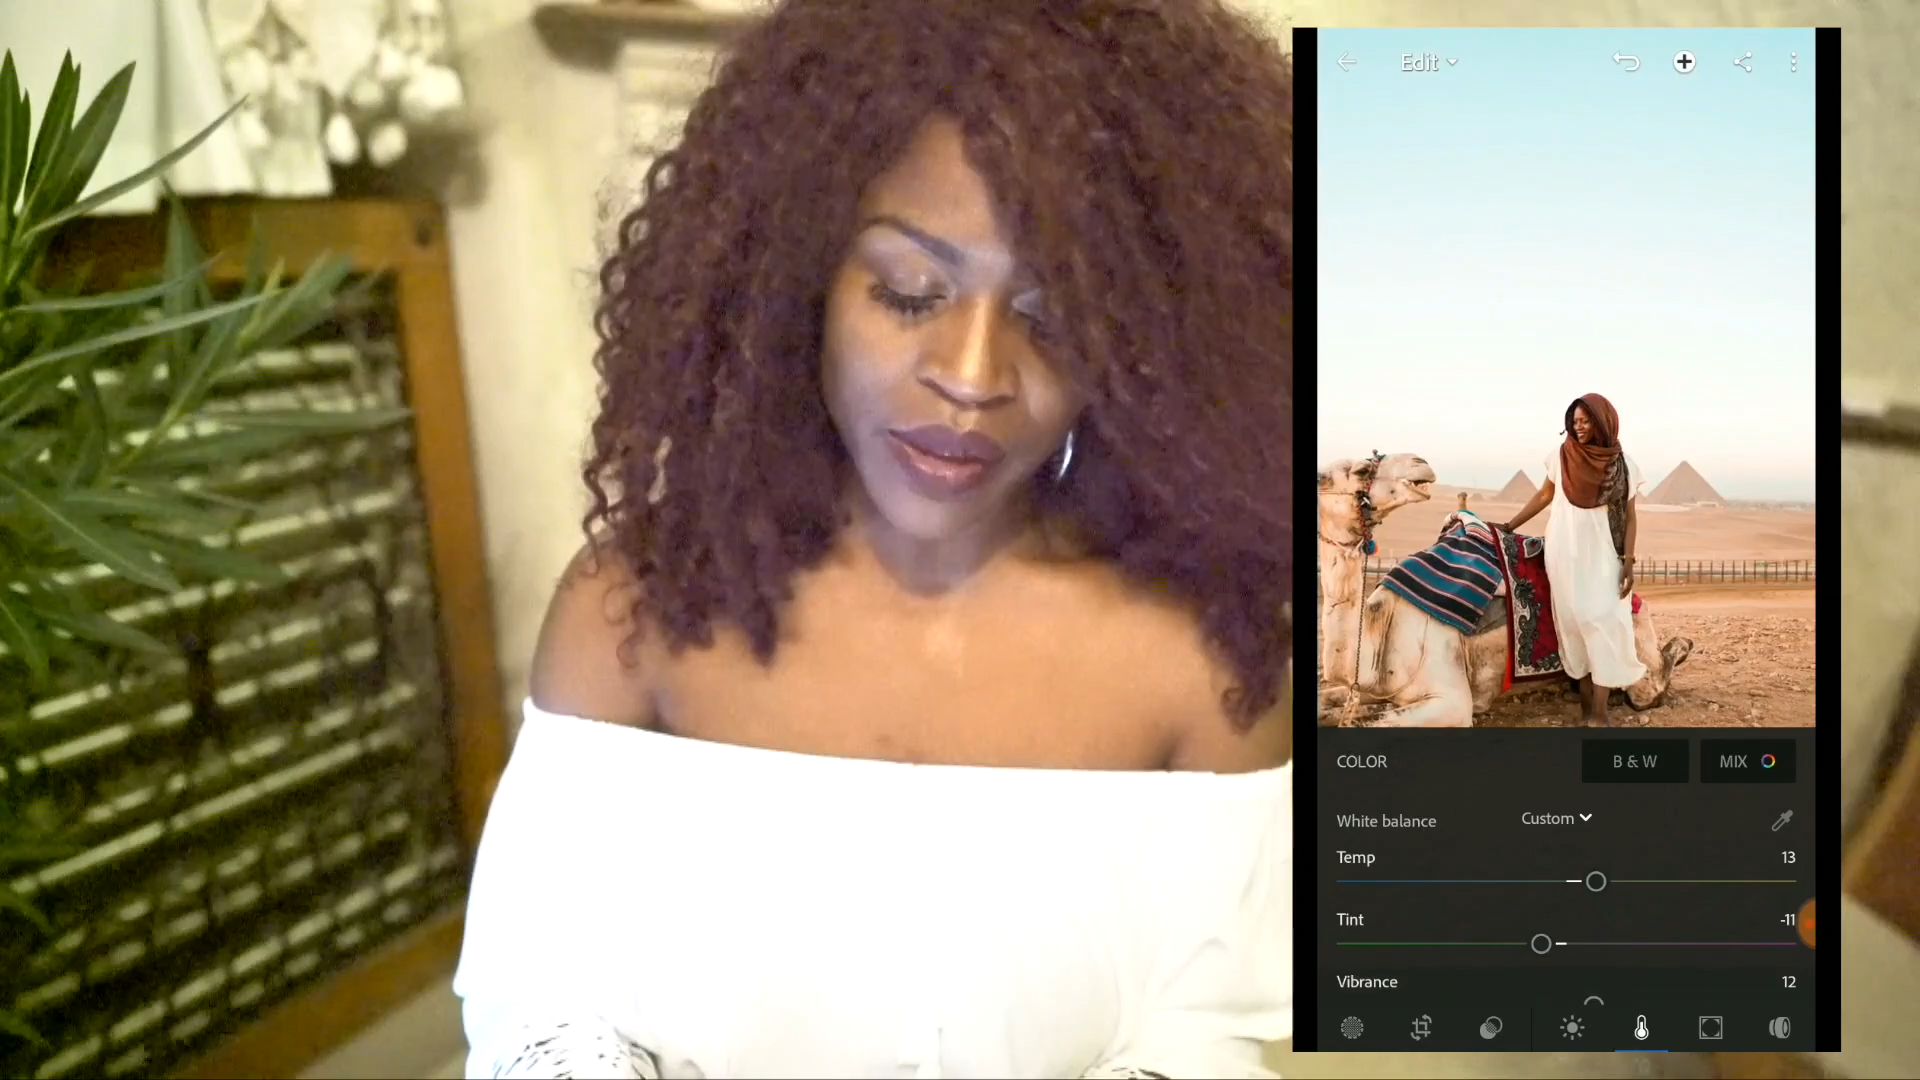 Edit
COLOR
B & W
MIX
White balance
Custom
Temp
13
Tint
-11
Vibrance
12